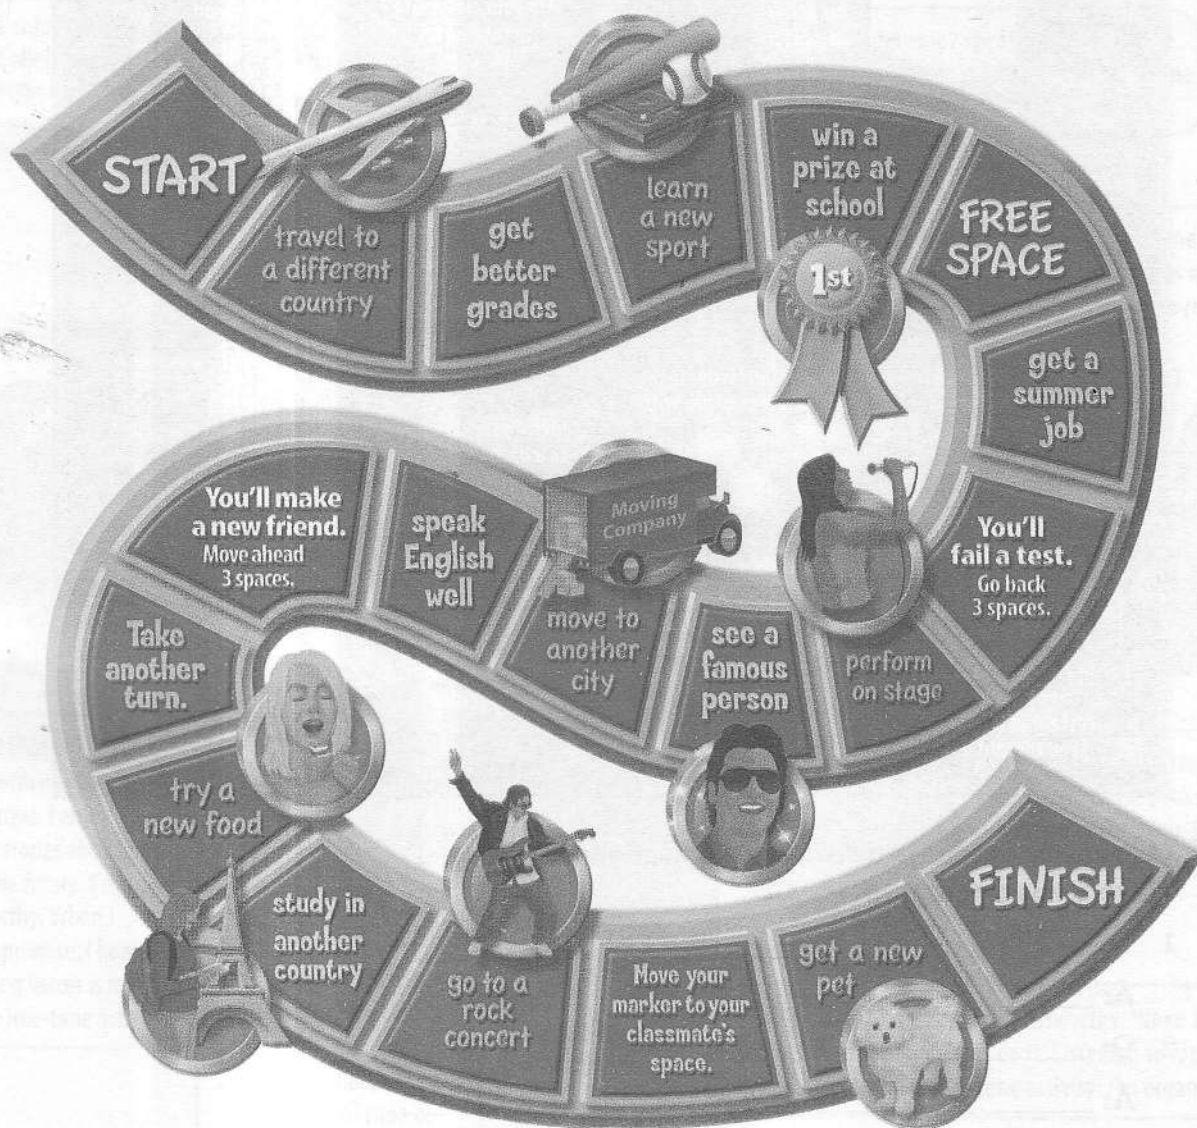 START
travel to
a different
country
get
better
grades
learn
a new
sport
win a
prize at
school
1st
FREE
SPACE
get a
summer
job
You'll
fail a test.
Go back
3 spaces.
perform
on stage
see a
famous
person
move to
another
city
Moving
Company
speak
English
well
You'll make
a new friend.
Move ahead
3 spaces.
Take
another
turn.
try a
new food
study in
another
country
go to a
rock
concert
Move your
marker to your
classmate's
space.
get a new
pet
FINISH